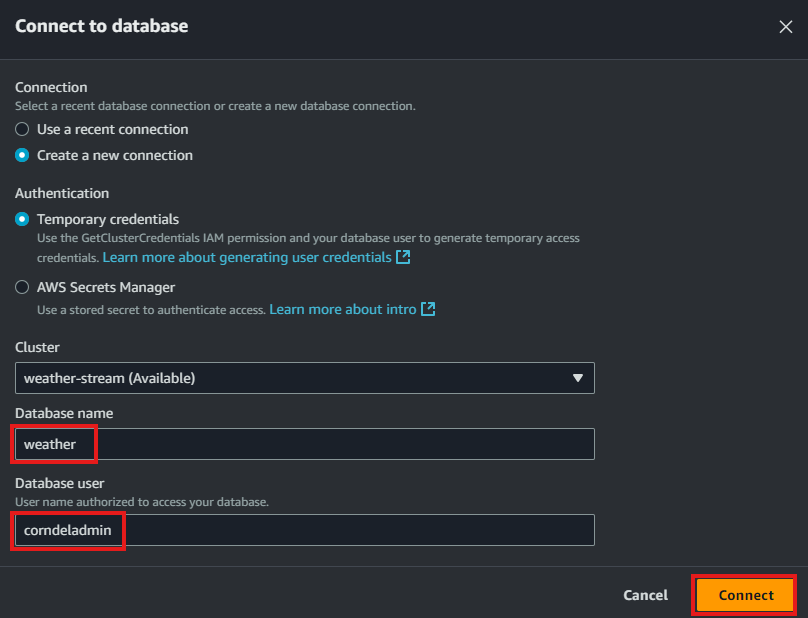 Connect to database
Connection
Select a recent database connection or create a new database connection.
Use a recent connection
Create a new connection
Authentication
Temporary credentials
Use the GetClusterCredentials IAM permission and your database user to generate temporary access
credentials. Learn more about generating user credentials
AWS Secrets Manager
Use a stored secret to authenticate access. Learn more about intro
Cluster
weather-stream (Available)
Database name
weather
Database user
User name authorized to access your database.
corndeladmin
Cancel Connect